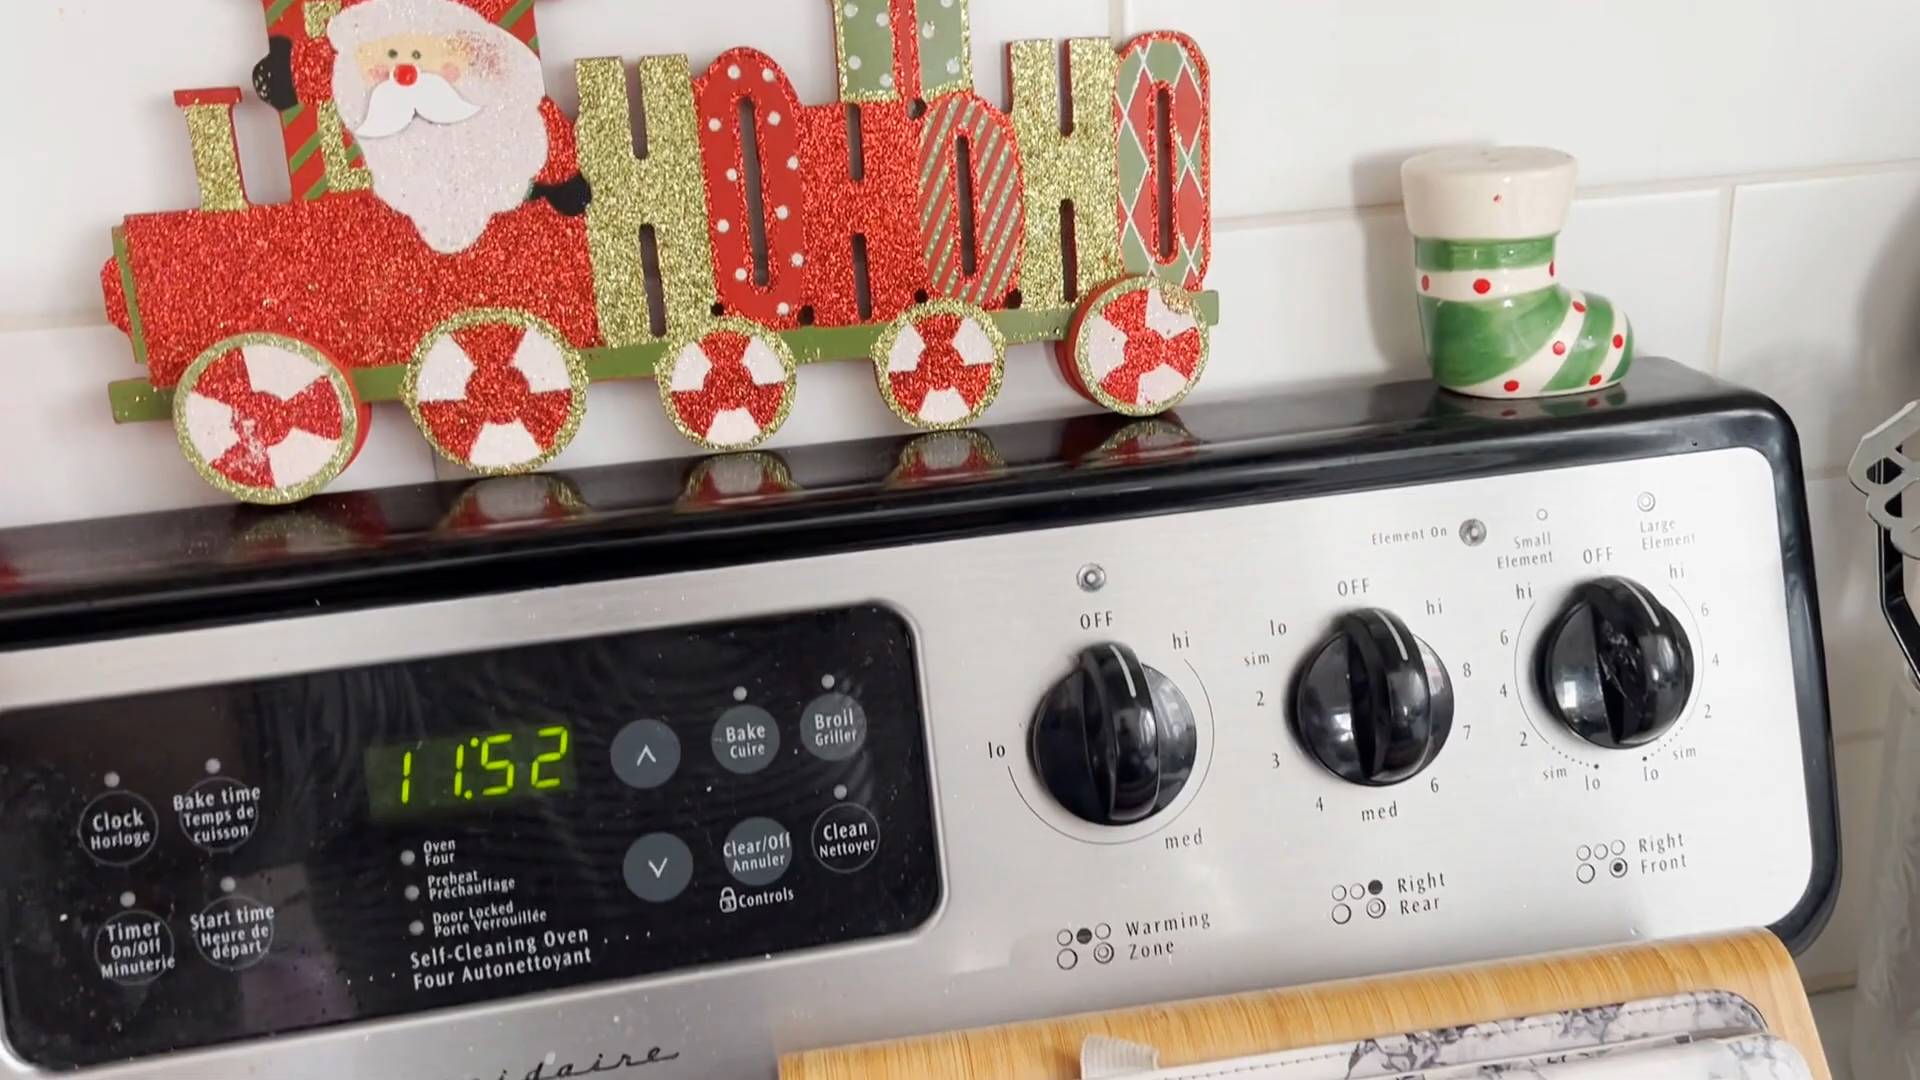 HOHOHO
11:52
Clock
Horloge
Bake time
Temps de
cuisson
Timer
On/Off
Minuterie
Start time
Heure de
départ
Oven
Four
Preheat
Préchauffage
Door Locked
Porte Verrouillée
Self-Cleaning Oven
Four Autonettoyant
Bake
Cuire
Broil
Griller
Clear/Off
Annuler
Clean
Nettoyer
Controls
OFF
hi
lo
med
Warming
Zone
OFF
lo
hi
sim
8
2
7
3
6
4
med
Right
Rear
Element On
Small
Element
Large
Element
OFF
hi
hi
6
6
4
4
2
2
sim
sim
lo
lo
Right
Front